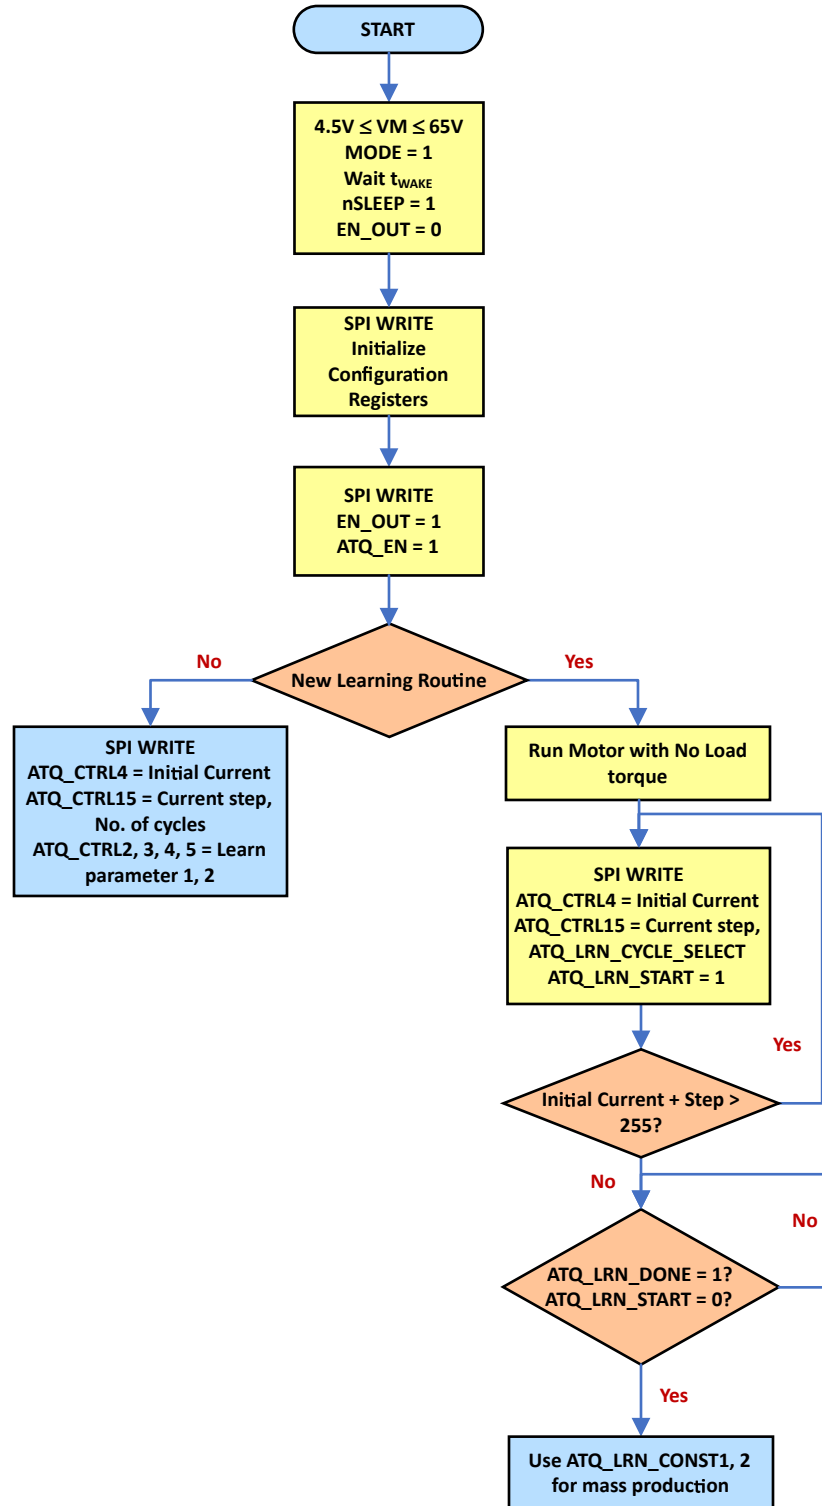 START
4.5V ≤ VM ≤ 65V
MODE = 1
Wait tWAKE
nSLEEP = 1
EN_OUT = 0
SPI WRITE
Initialize
Configuration
Registers
SPI WRITE
EN_OUT = 1
ATQ_EN = 1
No
New Learning Routine
Yes
SPI WRITE
ATQ_CTRL4 = Initial Current
ATQ_CTRL15 = Current step,
No. of cycles
ATQ_CTRL2, 3, 4, 5 = Learn
parameter 1, 2
Run Motor with No Load
torque
SPI WRITE
ATQ_CTRL4 = Initial Current
ATQ_CTRL15 = Current step,
ATQ_LRN_CYCLE_SELECT
ATQ_LRN_START = 1
Yes
Initial Current + Step >
255?
No
No
ATQ_LRN_DONE = 1?
ATQ_LRN_START = 0?
Yes
Use ATQ_LRN_CONST1, 2
for mass production